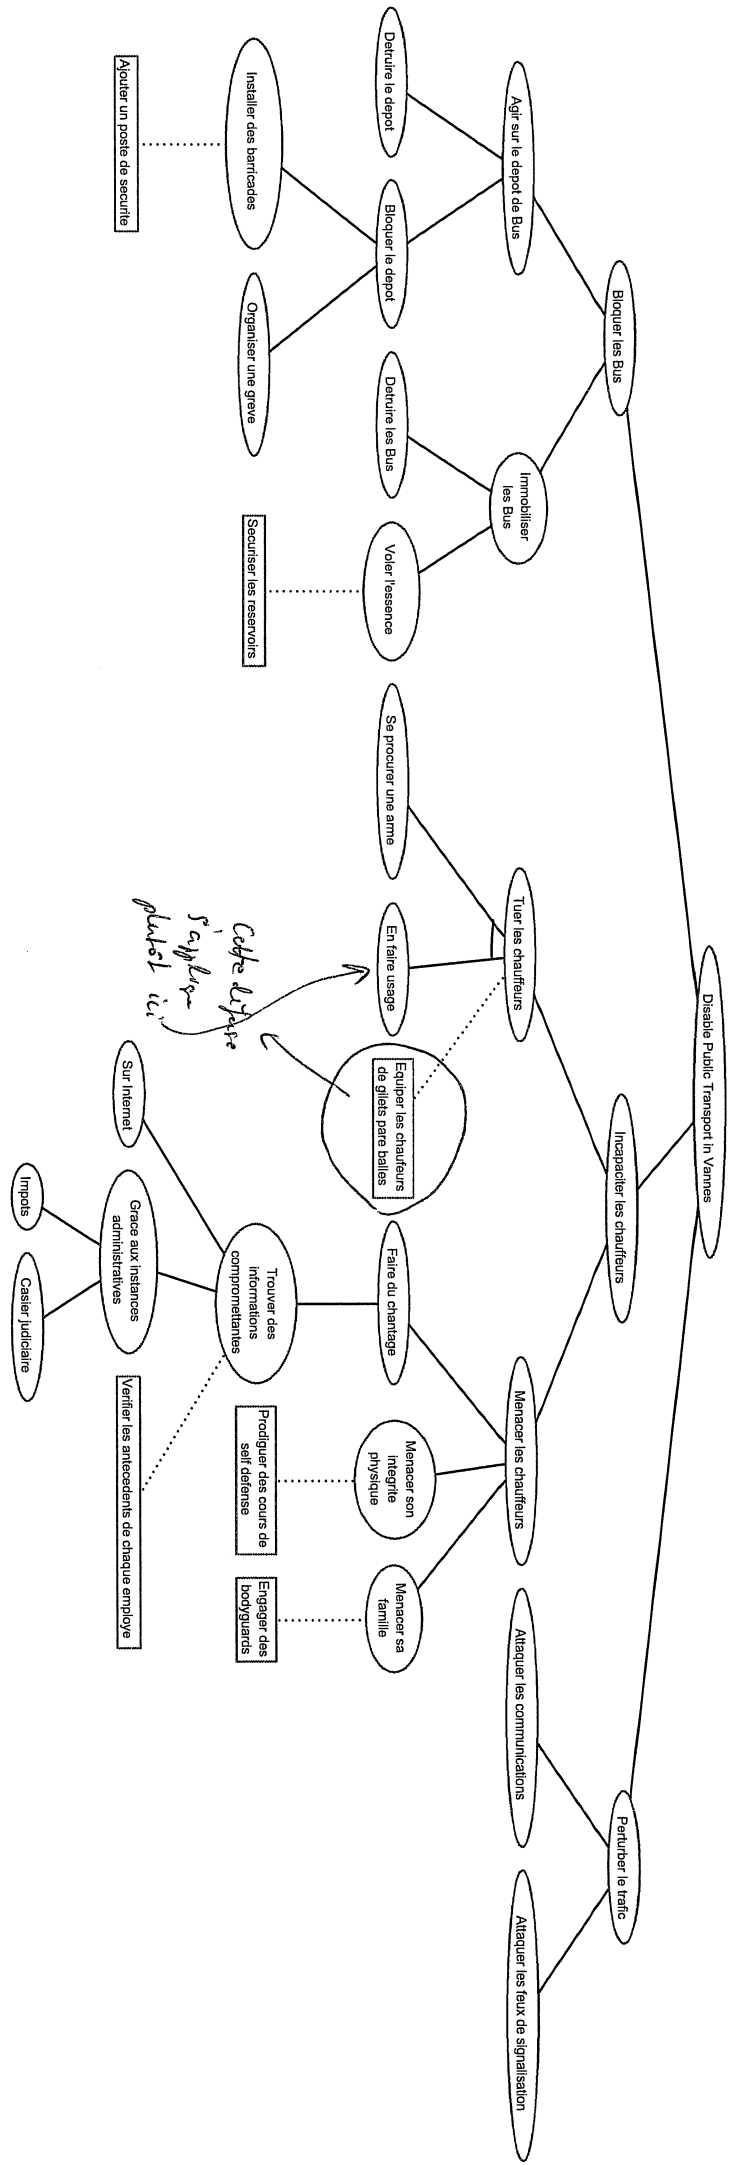 Disable Public Transport in Vannes
Bloquer les Bus
Incapaciter les chauffeurs
Perturber le trafic
Agir sur le depot de Bus
Immobiliser
les Bus
Tuer les chauffeurs
Menacer les chauffeurs
Attaquer les communications
Attaquer les feux de signalisation
Detruire le depot
Bloquer le depot
Detruire les Bus
Voler l'essence
Se procurer une arme
En faire usage
Equiper les chaufeurs
de gilets pare balles
Faire du chantage
Menacer son
integrite
physique
Menacer sa
famille
Installer des barricades
Organiser une greve
Securiser les reservoirs
Cette défense
s'applique
plutôt ici
Trouver des
informations
compromettantes
Prodiguer des cours de
self defense
Engager des
bodyguards
Ajouter un poste de securite
Sur Internet
Grace aux instances
administratives
Verifier les antecedents de chaque employe
Impots
Casier judiciaire